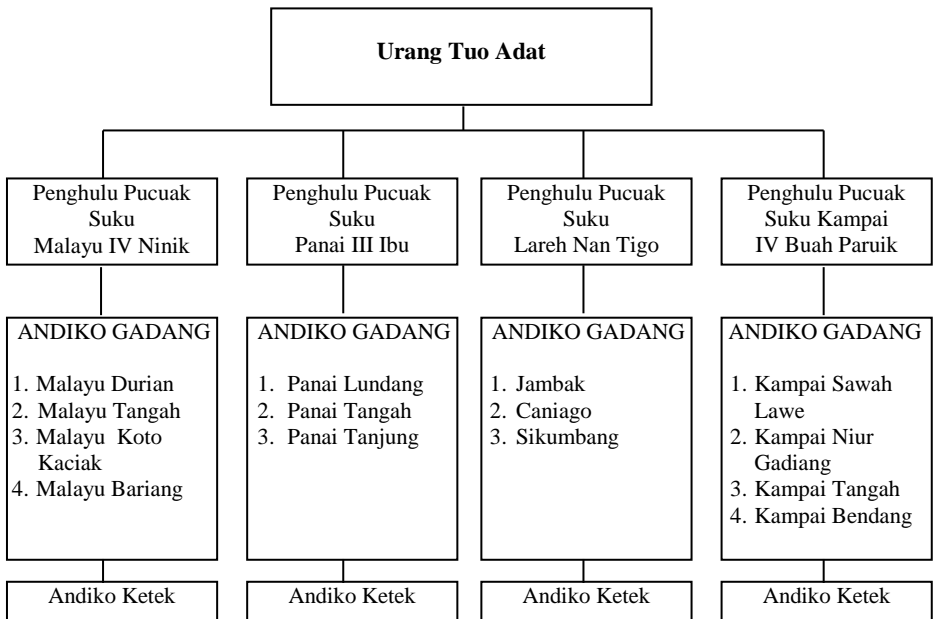 Urang Tuo Adat
Penghulu Pucuak
Suku
Malayu IV Ninik
Penghulu Pucuak
Suku
Panai III Ibu
Penghulu Pucuak
Suku
Lareh Nan Tigo
Penghulu Pucuak
Suku Kampai
IV Buah Paruik
ANDIKO GADANG
1. Malayu Durian
2. Malayu Tangah
3. Malayu Koto
Kaciak
4. Malayu Bariang
ANDIKO GADANG
1. Panai Lundang
2. Panai Tangah
3. Panai Tanjung
ANDIKO GADANG
1. Jambak
2. Caniago
3. Sikumbang
ANDIKO GADANG
1. Kampai Sawah
Lawe
2. Kampai Niur
Gadiang
3. Kampai Tangah
4. Kampai Bendang
Andiko Ketek
Andiko Ketek
Andiko Ketek
Andiko Ketek